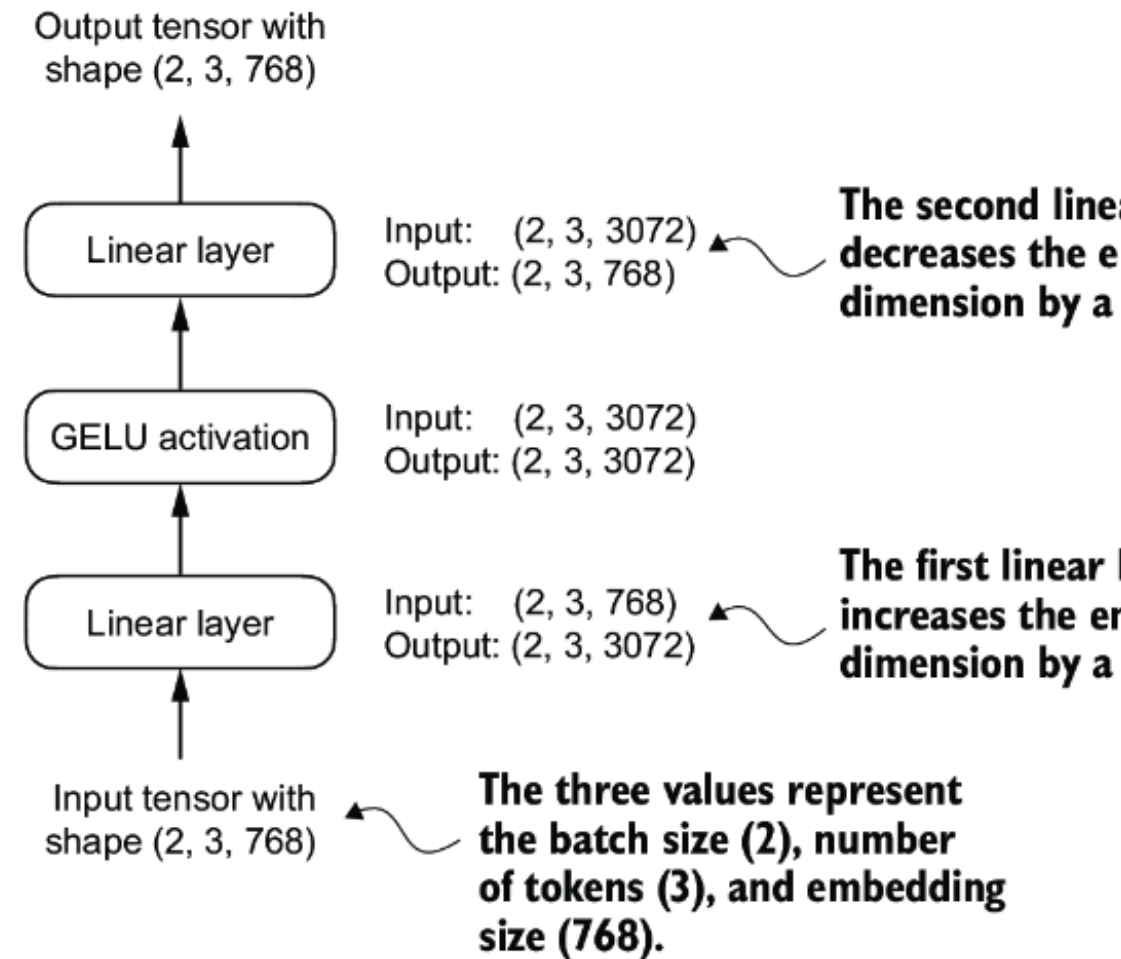 Output tensor with
shape (2, 3, 768)
Linear layer
Input: (2, 3, 3072)
Output: (2, 3, 768)
The second
decreases the
dimension by a
GELU activation
Input: (2, 3, 3072)
Output: (2, 3, 3072)
Linear layer
Input: (2, 3, 768)
Output: (2, 3, 3072)
The first linear
increases the
dimension by a
Input tensor with
shape (2, 3, 768)
The three values represent
the batch size (2), number
of tokens (3), and embedding
size (768).